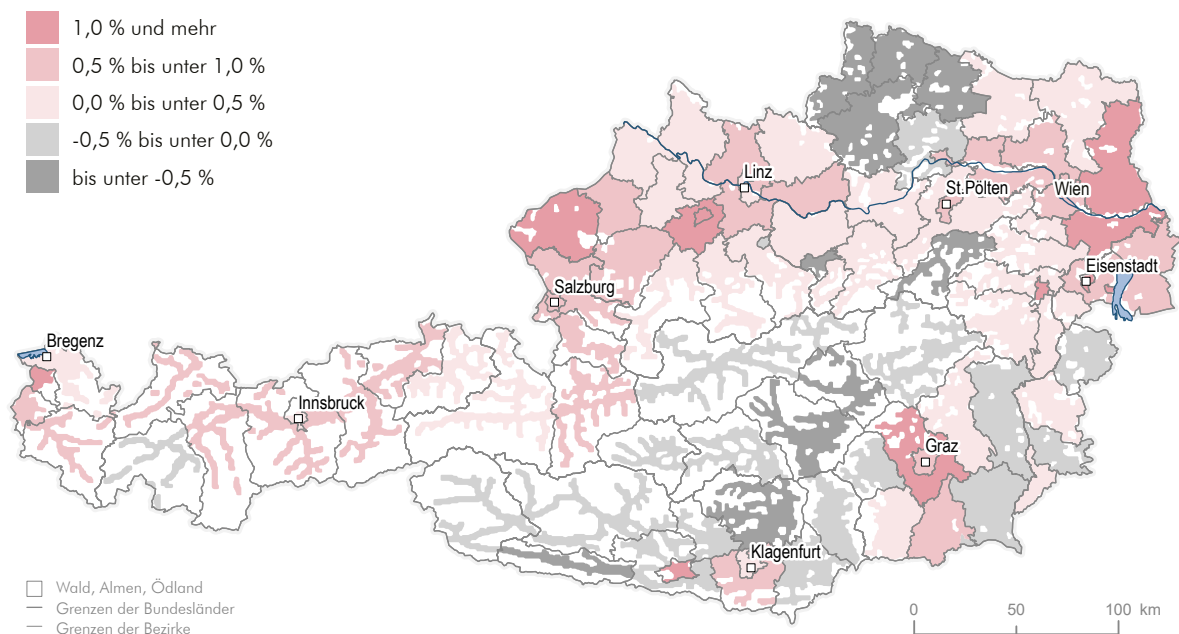 1,0 % und mehr
0,5 % bis unter 1,0 %
0,0 % bis unter 0,5 %
-0,5 % bis unter 0,0 %
bis unter -0,5 %
Linz
St.Pölten
Wien
Eisenstadt
Salzburg
Bregenz
Innsbruck
Graz
Klagenfurt
Wald, Almen, Ödland
Grenzen der Bundesländer
Grenzen der Bezirke
0 50 100 km